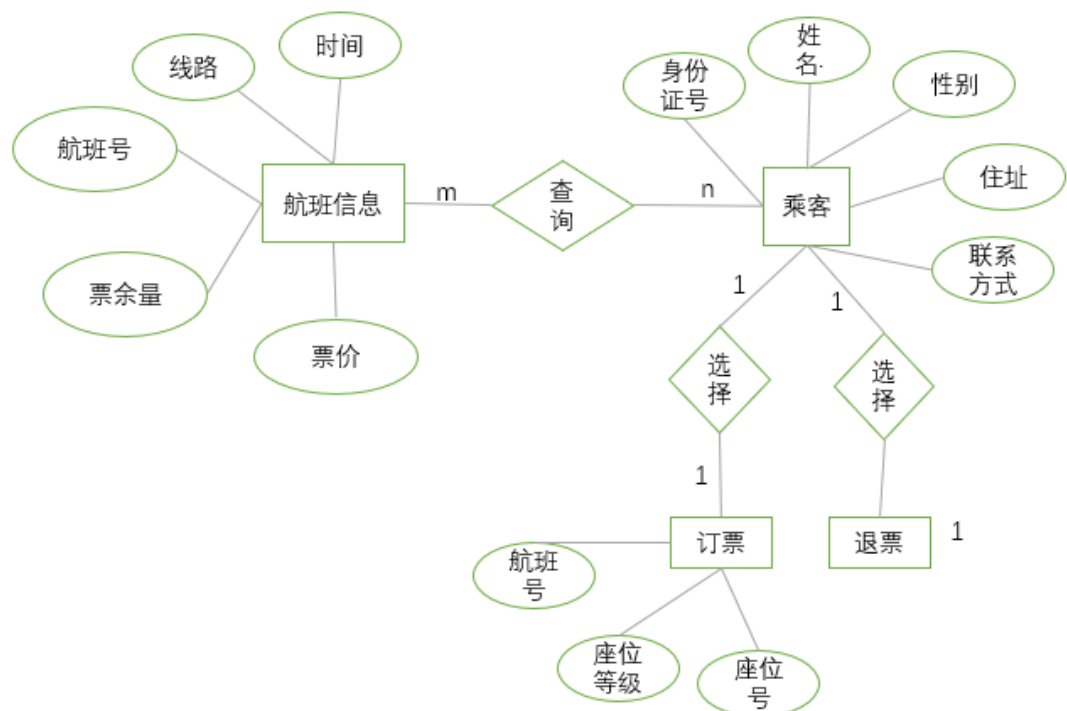 时间
线路
航班号
航班信息
票余量
票价
m
查
询
n
身份
证号
姓
名·
性别
乘客
住址
联系
方式
1
1
选
择
选
择
1
订票
退票
1
航班
号
座位
等级
座位
号